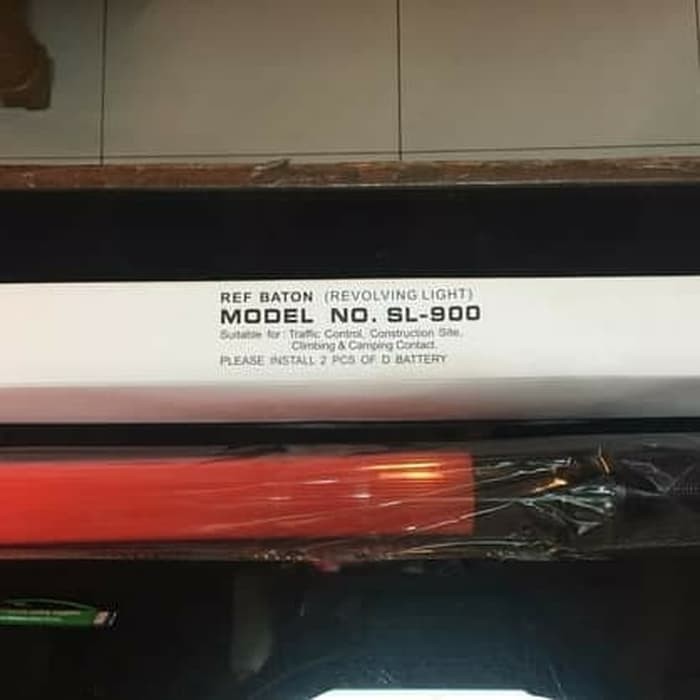 REF BATON (REVOLVING LIGHT)
MODEL NO. SL-900
Suitable for: Traffic Control, Construction Site,
Climbing & Camping Contact.
PLEASE INSTALL 2 PCS OF D BATTERY